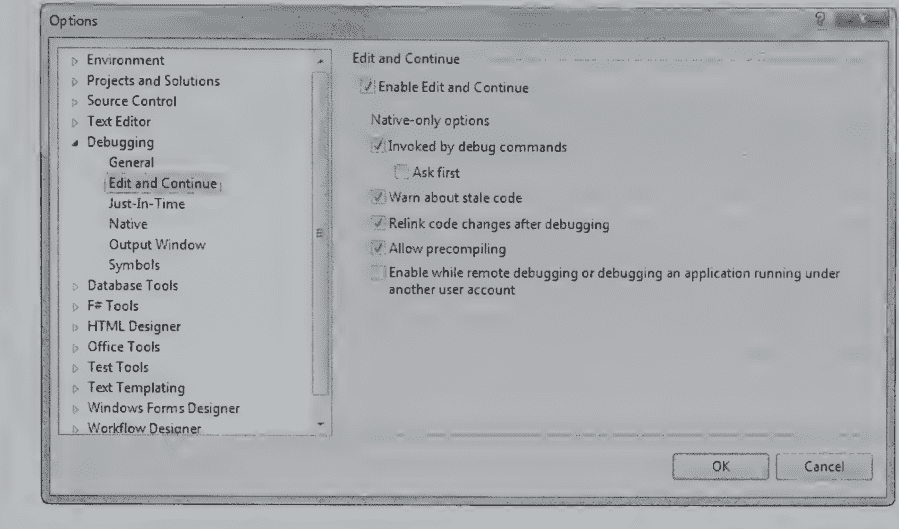 Options
Environment
Projects and Solutions
Source Control
Text Editor
Debugging
General
Edit and Continue
Just-In-Time
Native
Output Window
Symbols
Database Tools
F# Tools
HTML Designer
Office Tools
Test Tools
Text Templating
Windows Forms Designer
Workflow Designer
Edit and Continue
Enable Edit and Continue
Native-only options
Invoked by debug commands
Ask first
Warn about stale code
Relink code changes after debugging
Allow precompiling
Enable while remote debugging or debugging an application running under
another user account
OK
Cancel